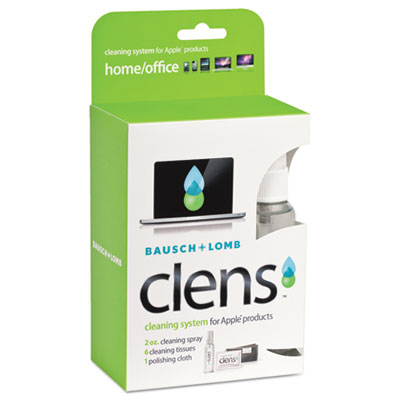 cleaning system for Apple® products
home/office
BAUSCH+LOMB
clens™
cleaning system for Apple® products
2 oz. cleaning spray
6 cleaning tissues
1 polishing cloth
clens